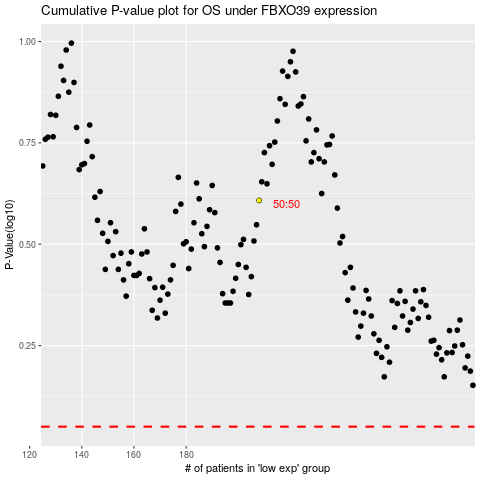 Cumulative P-value plot for OS under FBXO39 expression
1.00
0.75
0.50
0.25
P-Value(log10)
50:50
120 140 160 180
# of patients in 'low exp' group